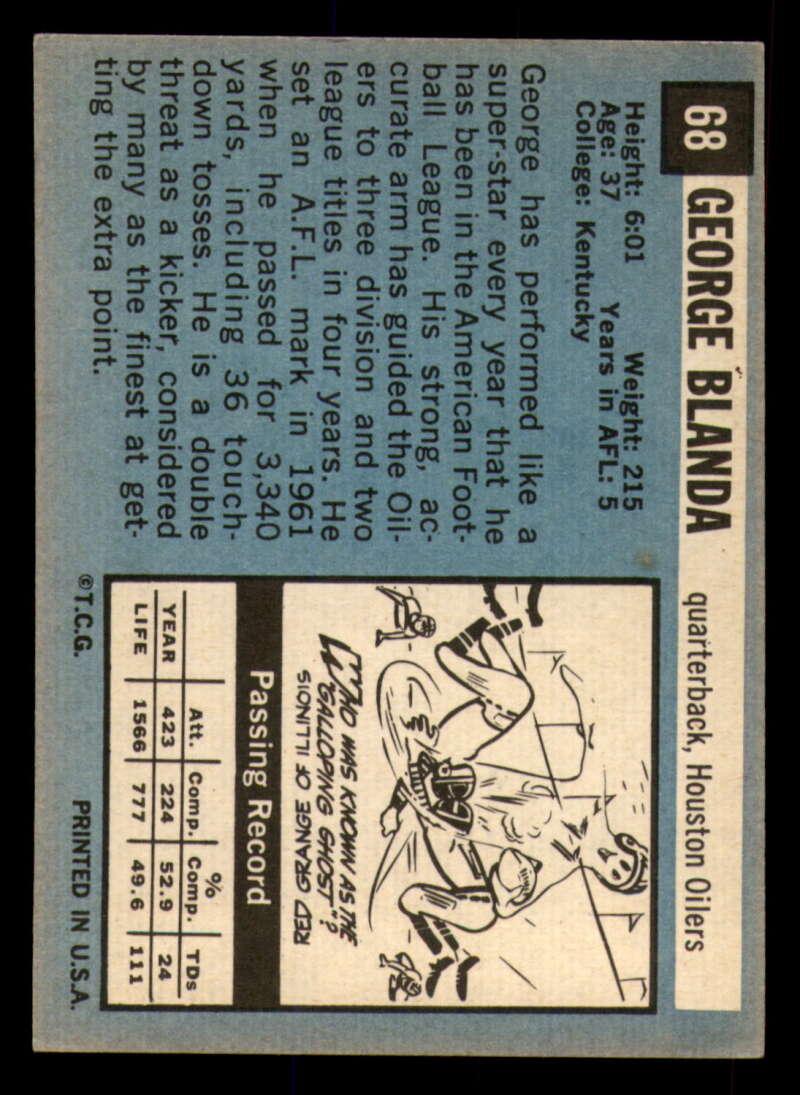 68 GEORGE BLANDA quarterback, Houston Oilers
Height: 6:01 Weight: 215
Age: 37 Years in AFL: 5
College: Kentucky
George has performed like a
super-star every year that he
has been in the American Foot-
ball League. His strong, ac-
curate arm has guided the Oil-
ers to three division and two
league titles in four years. He
set an A.F.L. mark in 1961
when he passed for 3,340
yards, including 36 touch-
down tosses. He is a double
threat as a kicker, considered
by many as the finest at get-
ting the extra point.
WHO WAS KNOWN AS THE
"GALLOPING GHOST"?
RED GRANGE OF ILLINOIS
Passing Record
Att. Comp. % Comp. TDs
YEAR 423 224 52.9 24
LIFE 1566 777 49.6 111
©T.C.G. PRINTED IN U.S.A.